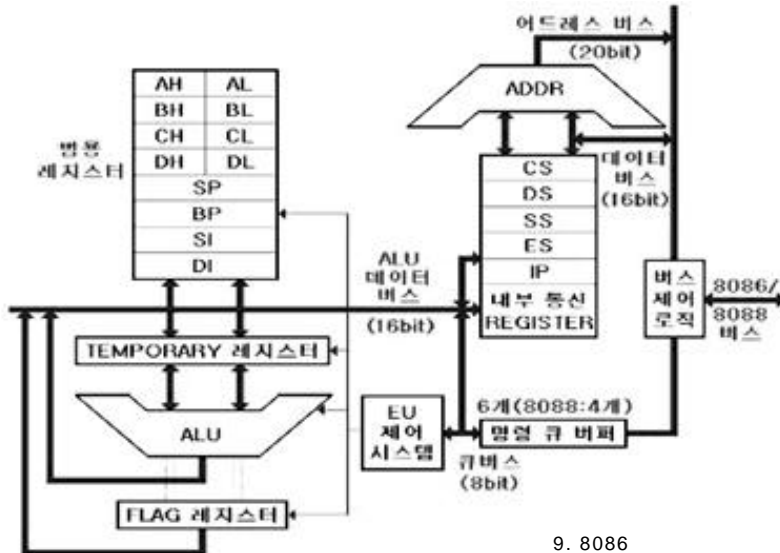 어드레스 버스
(20bit)
ADDR
AH AL
BH BL
CH CL
DH DL
SP
BP
SI
DI
범용
레지스터
CS
DS
SS
ES
IP
내부 통신
REGISTER
데이터
버스
(16bit)
ALU
데이터
버스
(16bit)
버스
제어
로직
8086/
8088
버스
TEMPORARY 레지스터
ALU
FLAG 레지스터
EU
제어
시스템
6개(8088:4개)
명령 큐 버퍼
큐버스
(8bit)
9. 8086